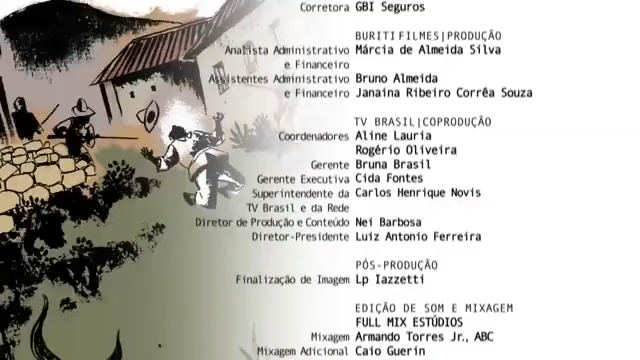 Corretora GBI Seguros
BURITI FILMES|PRODUÇÃO
Analista Administrativo Márcia de Almeida Silva
e Financeiro
Assistentes Administrativo Bruno Almeida
e Financeiro Janaina Ribeiro Corrêa Souza
TV BRASIL|COPRODUÇÃO
Coordenadores Aline Lauria
Rogério Oliveira
Gerente Bruna Brasil
Gerente Executiva Cida Fontes
Superintendente da Carlos Henrique Novis
TV Brasil e da Rede
Diretor de Produção e Conteúdo Nei Barbosa
Diretor-Presidente Luiz Antonio Ferreira
PÓS-PRODUÇÃO
Finalização de Imagem Lp Iazzetti
EDIÇÃO DE SOM E MIXAGEM
FULL MIX ESTÚDIOS
Mixagem Armando Torres Jr., ABC
Mixagem Adicional Caio Guerin